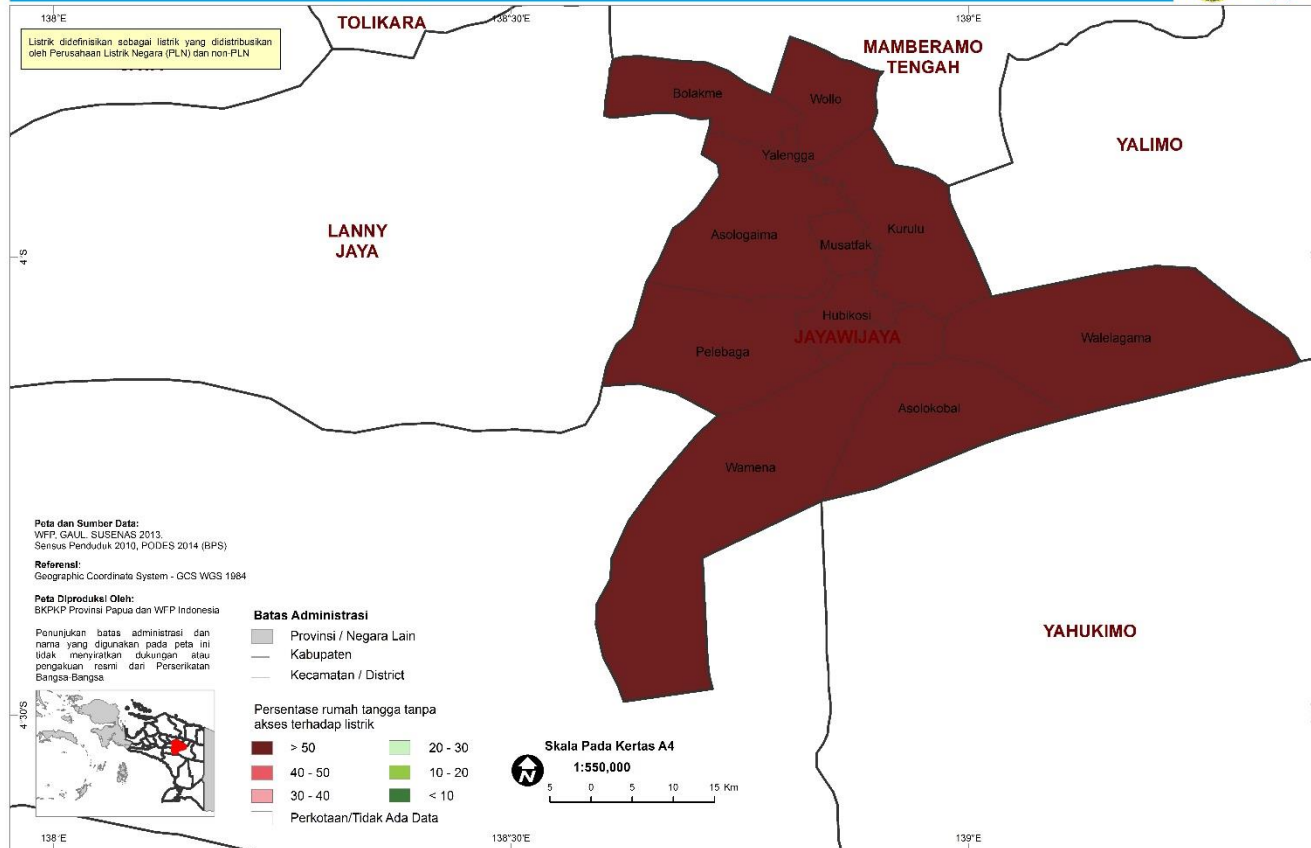 138°E
138°30'E
139°E
TOLIKARA
Listrik didefinisikan sebagai listrik yang didistribusikan
oleh Perusahaan Listrik Negara (PLN) dan non-PLN
MAMBERAMO
TENGAH
Bolakme
Wollo
YALIMO
Yalengga
LANNY
JAYA
Asologaima
Musatfak
Kurulu
4°S
Hubikosi
JAYAWIJAYA
Walelagama
Pelebaga
Asolokobal
Wamena
YAHUKIMO
Peta dan Sumber Data:
WFP, GAUL, SUSENAS 2013,
Sensus Penduduk 2010, PODES 2014 (BPS)
Referensi:
Geographic Coordinate System - GCS WGS 1984
Peta Diproduksi Oleh:
BKPKP Provinsi Papua dan WFP Indonesia
Penunjukan batas administrasi dan
nama yang digunakan pada peta ini
tidak menyiratkan dukungan atau
pengakuan resmi dari Perserikatan
Bangsa-Bangsa
4°30'S
Batas Administrasi
Provinsi / Negara Lain
Kabupaten
Kecamatan / District
Persentase rumah tangga tanpa
akses terhadap listrik
> 50
40 - 50
30 - 40
20 - 30
10 - 20
< 10
Perkotaan/Tidak Ada Data
N
Skala Pada Kertas A4
1:550,000
5 0 5 10 15 Km
138°E
138°30'E
139°E